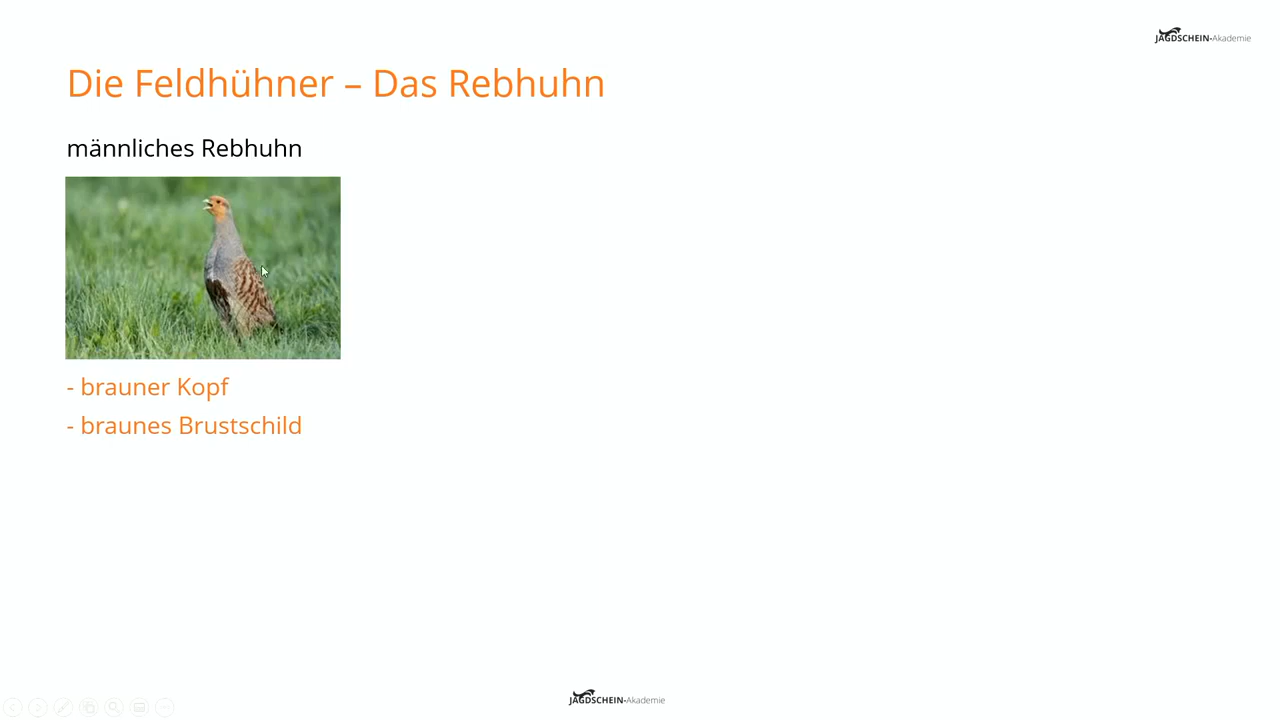 JAGDSCHEIN-Akademie
Die Feldhühner – Das Rebhuhn
männliches Rebhuhn
- brauner Kopf
- braunes Brustschild
JAGDSCHEIN-Akademie